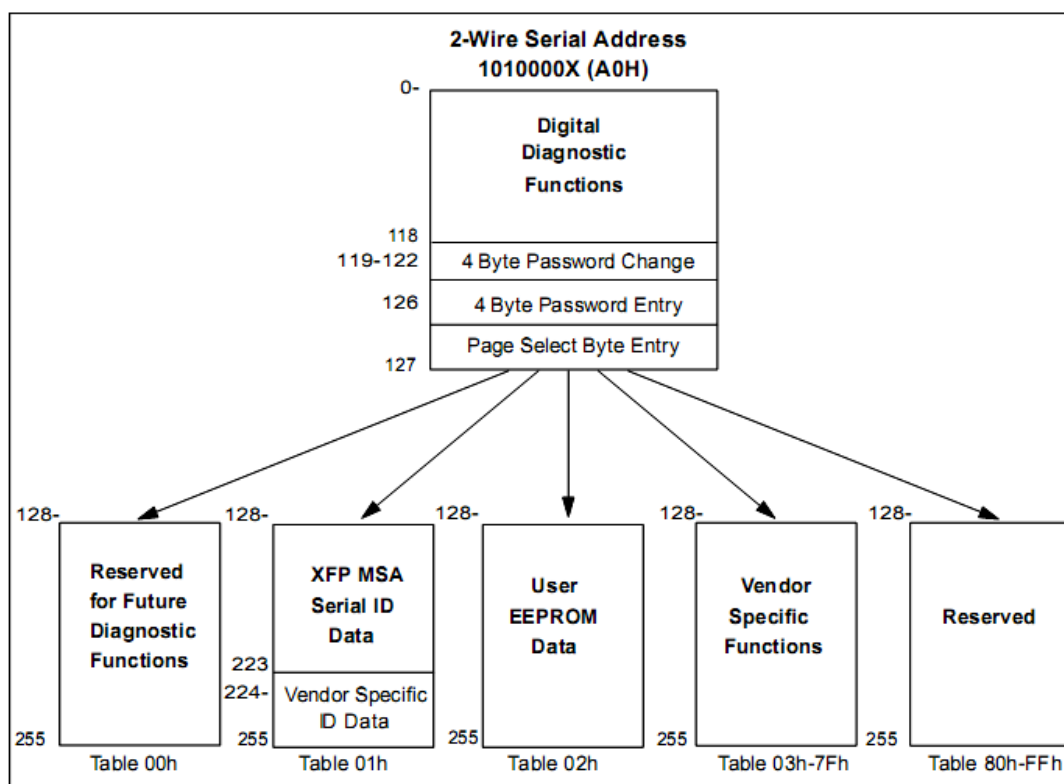 2-Wire Serial Address
1010000X (A0H)
0-
Digital
Diagnostic
Functions
118
119-122
4 Byte Password Change
126
4 Byte Password Entry
Page Select Byte Entry
127
128-
Reserved
for Future
Diagnostic
Functions
255
Table 00h
128-
XFP MSA
Serial ID
Data
223
224-
Vendor Specific
ID Data
255
Table 01h
128-
User
EEPROM
Data
255
Table 02h
128-
Vendor
Specific
Functions
255
Table 03h-7Fh
128-
Reserved
255
Table 80h-FFh